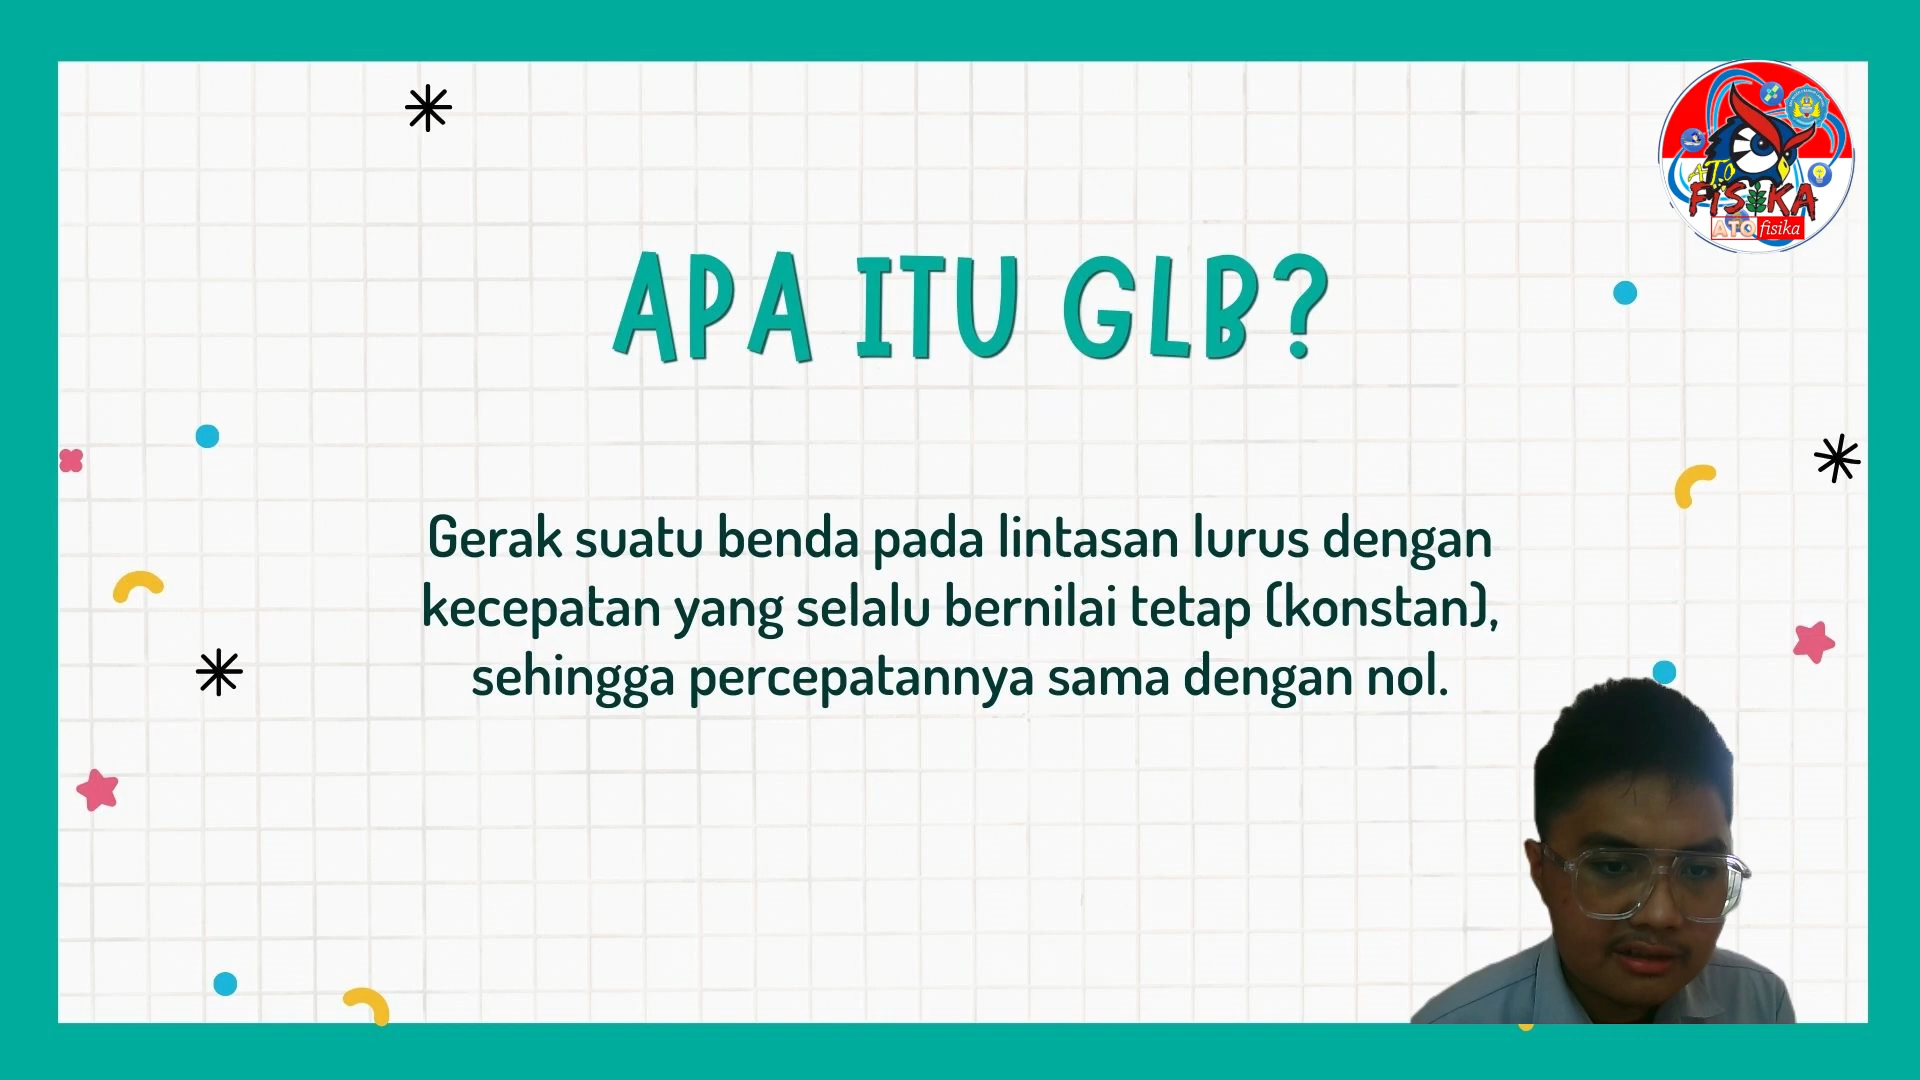 ATO
FISIKA
ATO fisika
APA ITU GLB?
Gerak suatu benda pada lintasan lurus dengan
kecepatan yang selalu bernilai tetap (konstan),
sehingga percepatannya sama dengan nol.